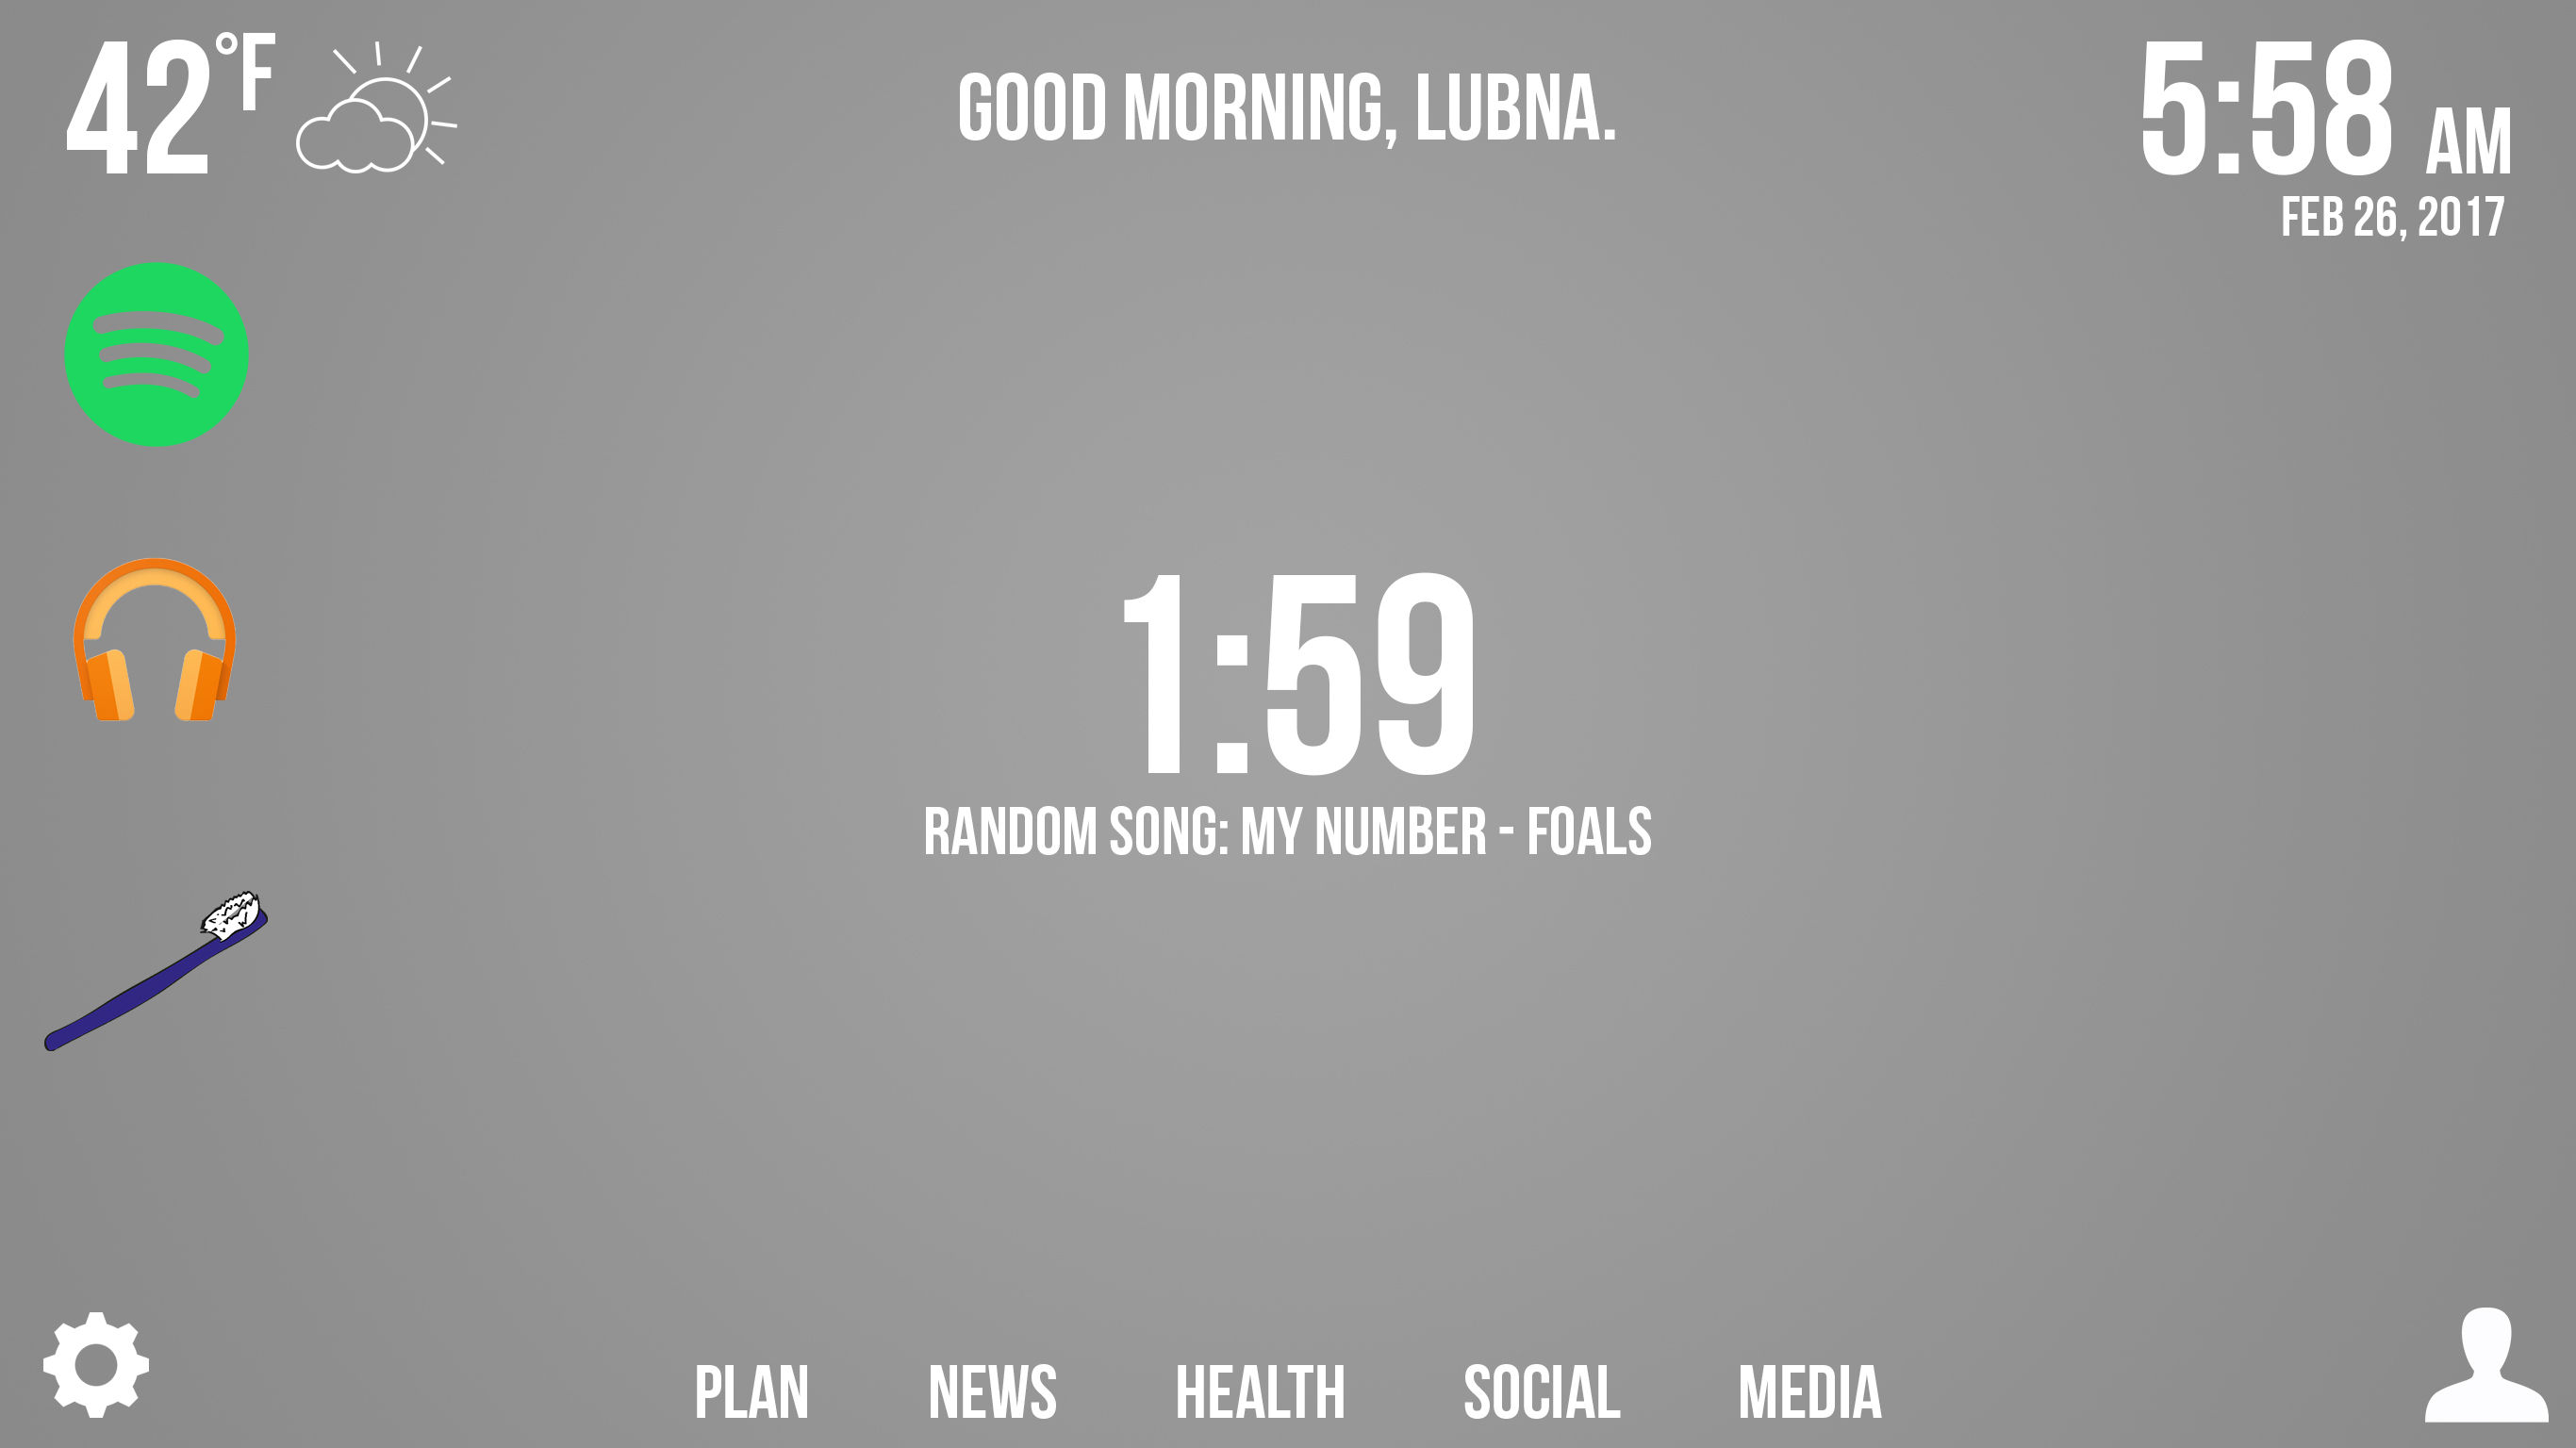 42°F
GOOD MORNING, LUBNA.
5:58 AM
FEB 26, 2017
1:59
RANDOM SONG: MY NUMBER - FOALS
PLAN NEWS HEALTH SOCIAL MEDIA